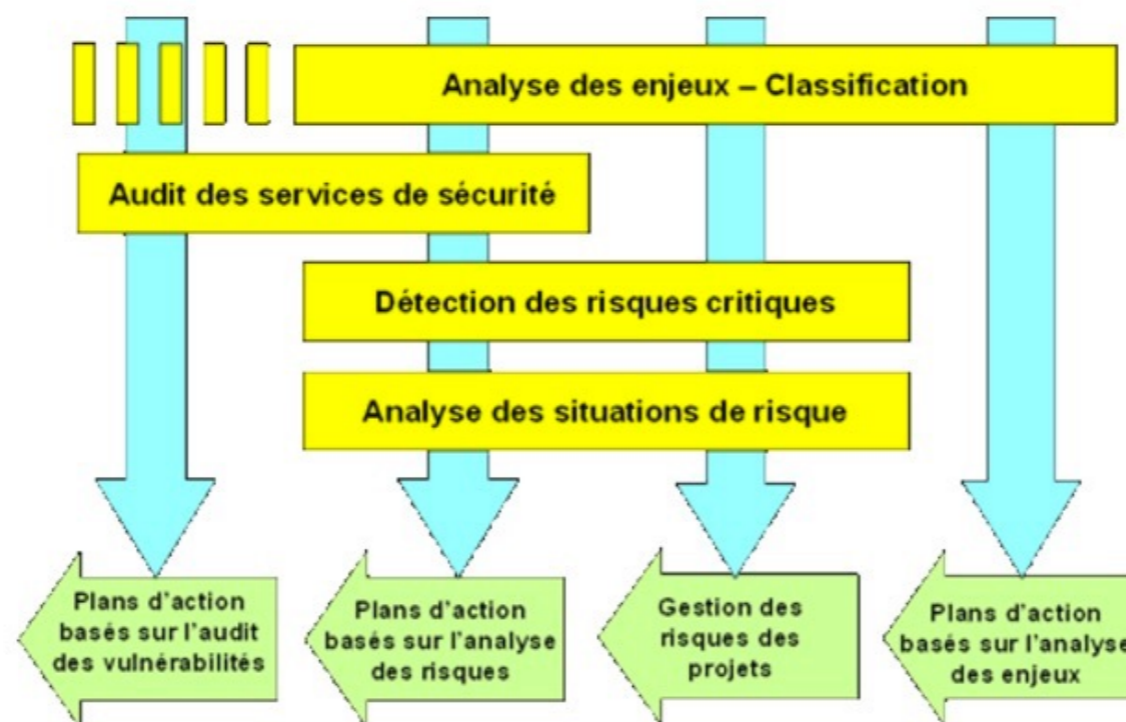 Analyse des enjeux – Classification
Audit des services de sécurité
Détection des risques critiques
Analyse des situations de risque
Plans d'action
basés sur l'audit
des vulnérabilités
Plans d'action
basés sur l'analyse
des risques
Gestion des
risques des
projets
Plans d'action
basés sur l'analyse
des enjeux